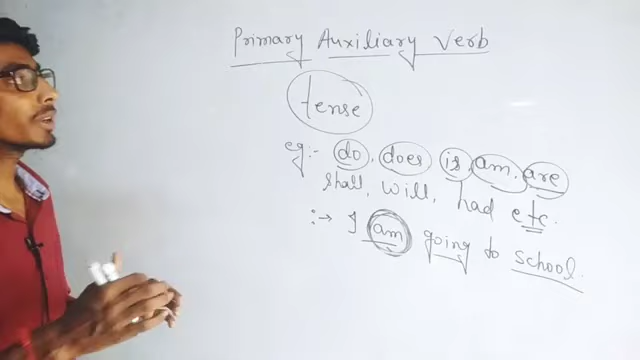 Primary Auxiliary Verb
tense
eg:- do, does is, am, are
shall, will, had etc.
:→ I am going to school.